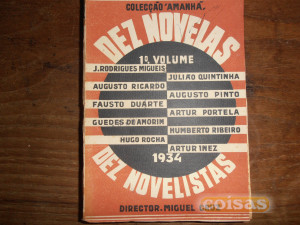 COLECÇÃO "AMANHÃ".
DEZ NOVELAS
1º VOLUME
J. RODRIGUES MIGUEIS
JULIÃO QUINTINHA
AUGUSTO RICARDO
AUGUSTO PINTO
FAUSTO DUARTE
ARTUR PORTELA
GUEDES DE AMORIM
HUMBERTO RIBEIRO
HUGO ROCHA
ARTUR INEZ
1934
DEZ NOVELISTAS
DIRECTOR. MIGUEL
coisas